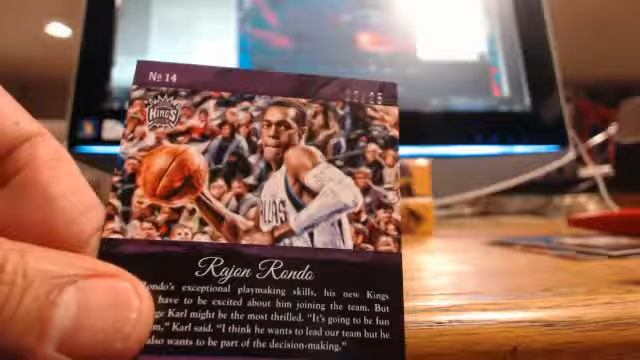 № 14
KINGS
Rajon Rondo
ondo's exceptional playmaking skills, his new Kings
have to be excited about him joining the team. But
ge Karl might be the most thrilled. "It's going to be fun
m," Karl said. "I think he wants to lead our team but he
also wants to be part of the decision-making."